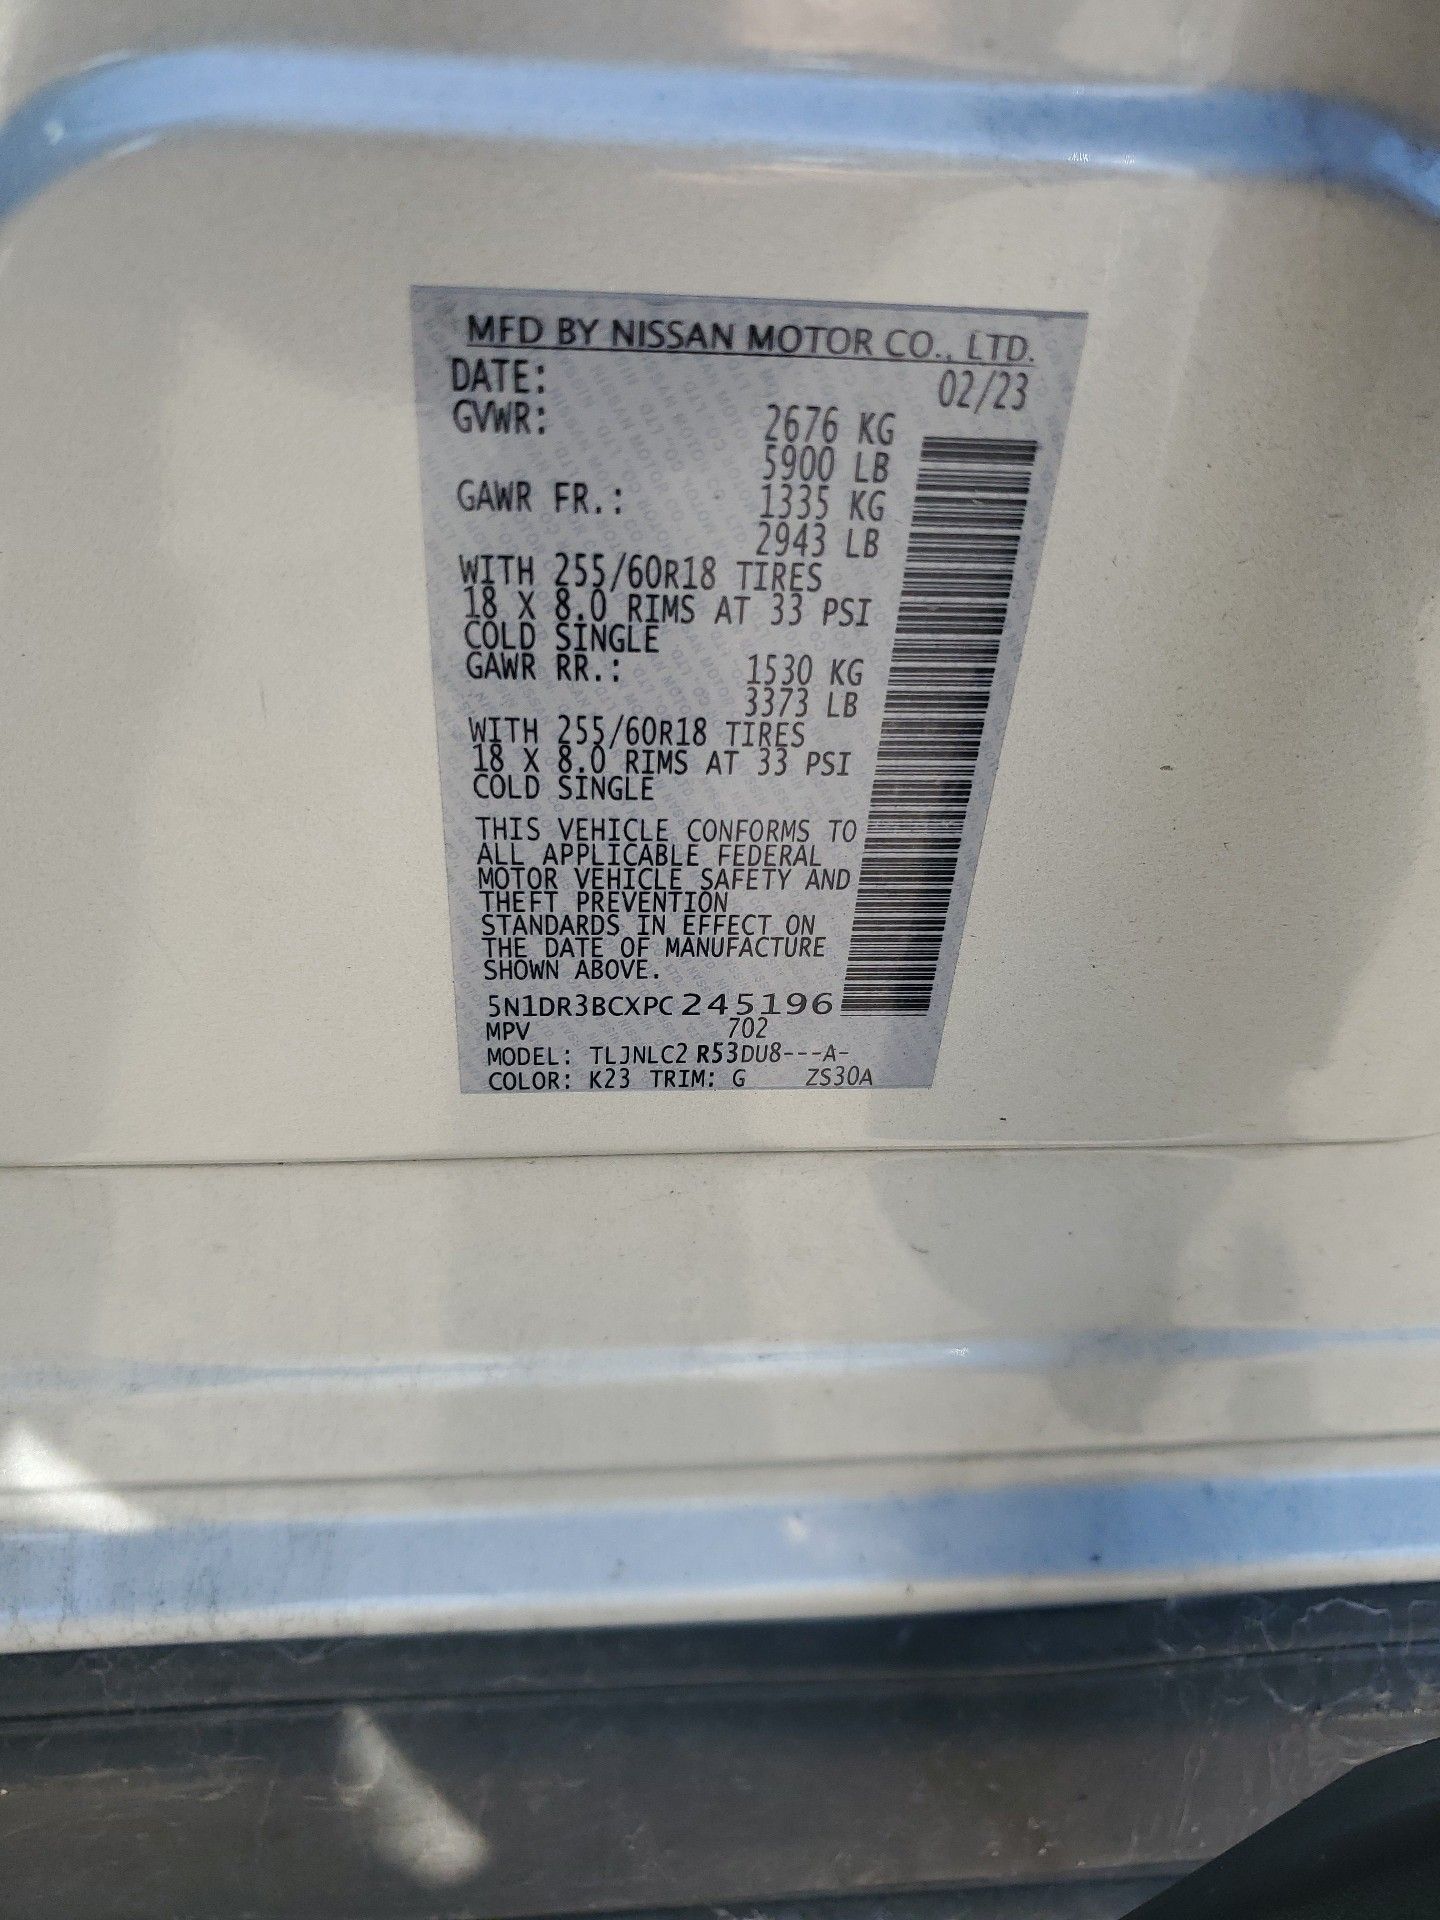 MFD BY NISSAN MOTOR CO., LTD.
DATE: 02/23
GVWR: 2676 KG
5900 LB
GAWR FR.: 1335 KG
2943 LB
WITH 255/60R18 TIRES
18 X 8.0 RIMS AT 33 PSI
COLD SINGLE
GAWR RR.: 1530 KG
3373 LB
WITH 255/60R18 TIRES
18 X 8.0 RIMS AT 33 PSI
COLD SINGLE
THIS VEHICLE CONFORMS TO
ALL APPLICABLE FEDERAL
MOTOR VEHICLE SAFETY AND
THEFT PREVENTION
STANDARDS IN EFFECT ON
THE DATE OF MANUFACTURE
SHOWN ABOVE.
5N1DR3BCXPC245196
MPV 702
MODEL: TLJNLC2 R53DU8---A-
COLOR: K23 TRIM: G ZS30A